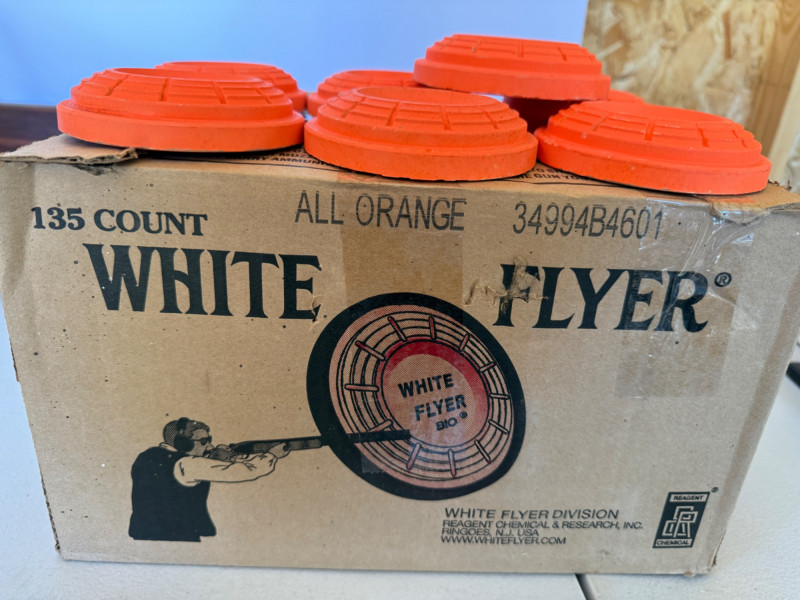 135 COUNT ALL ORANGE 34994B4601
WHITE FLYER®
WHITE
FLYER
BIO®
WHITE FLYER DIVISION
REAGENT CHEMICAL & RESEARCH, INC.
RINGOES, N.J. USA
WWW.WHITEFLYER.COM
REAGENT ®
CHEMICAL